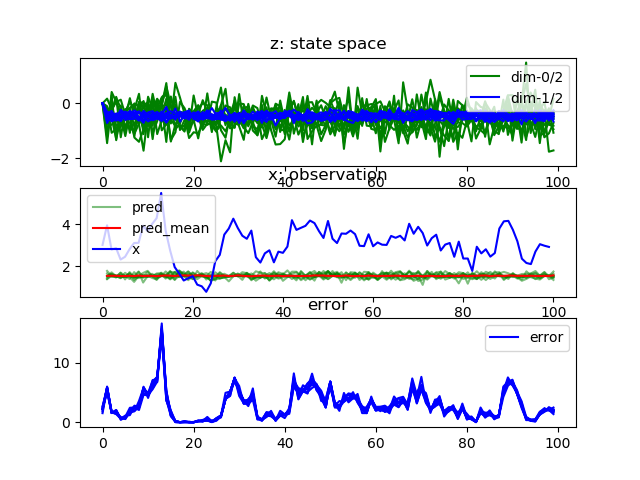 z: state space
0
−2
dim-0/2
dim-1/2
0 20 40 60 80 100
x: observation
4
2
pred
pred_mean
x
0 20 40 60 80 100
error
10
0
error
0 20 40 60 80 100